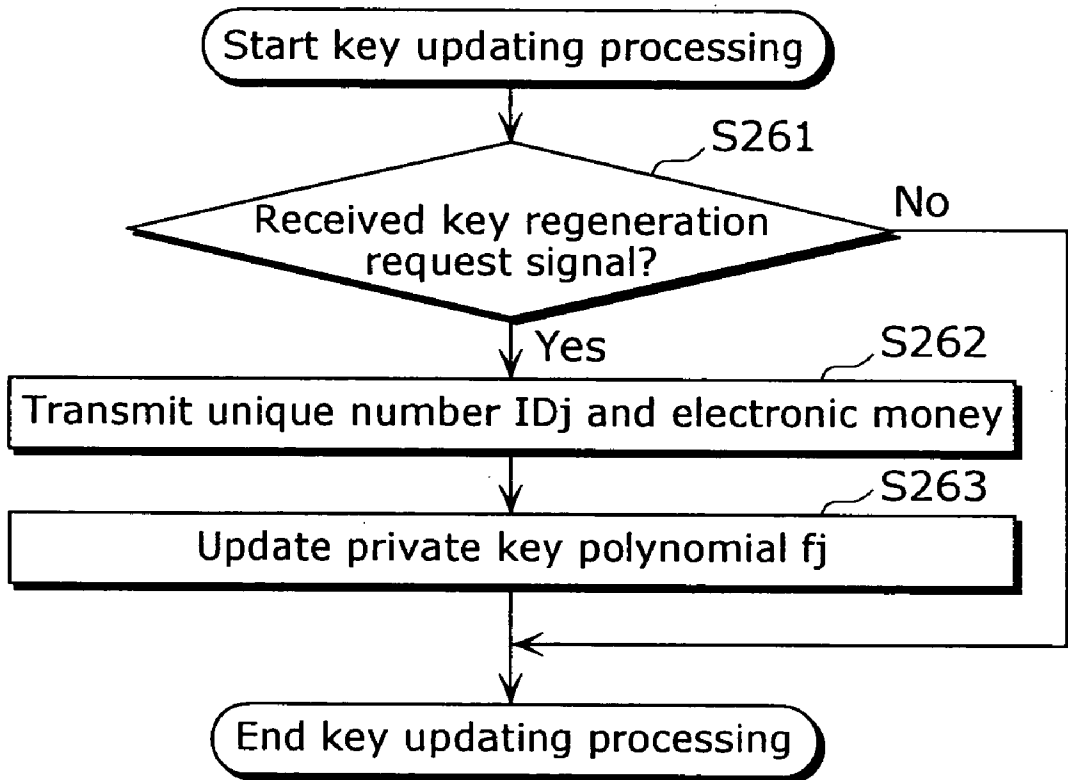 Start key updating processing
S261
No
Received key regeneration
request signal?
Yes
S262
Transmit unique number IDj and electronic money
S263
Update private key polynomial fj
End key updating processing